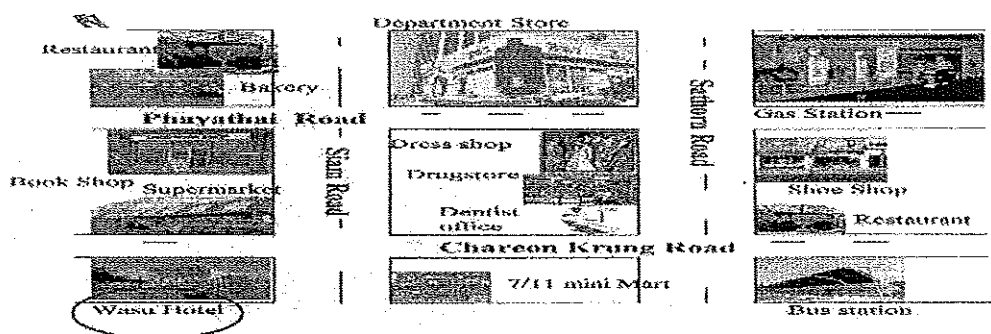 Department Store
Restaurant
Bakery
Phayathai Road
Gas Station
Siam Road
Sathorn Road
Dress shop
Drugstore
Dentist
office
Book Shop
Supermarket
Shoe Shop
Restaurant
Chareon Krung Road
7/11 mini Mart
Wasu Hotel
Bus station